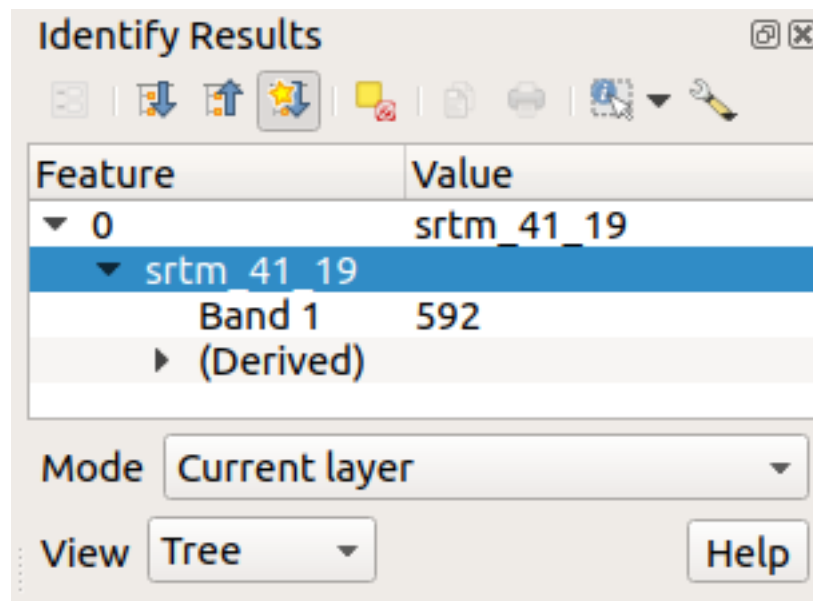 Identify Results
Feature Value
0 srtm_41_19
srtm_41_19
Band 1 592
(Derived)
Mode Current layer
View Tree Help